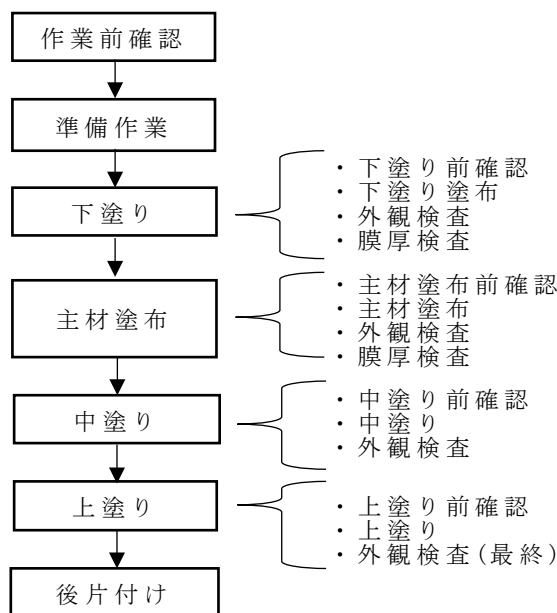 作業前確認
準備作業
下塗り
・下塗り前確認
・下塗り塗布
・外観検査
・膜厚検査
主材塗布
・主材塗布前確認
・主材塗布
・外観検査
・膜厚検査
中塗り
・中塗り前確認
・中塗り
・外観検査
上塗り
・上塗り前確認
・上塗り
・外観検査(最終)
後片付け